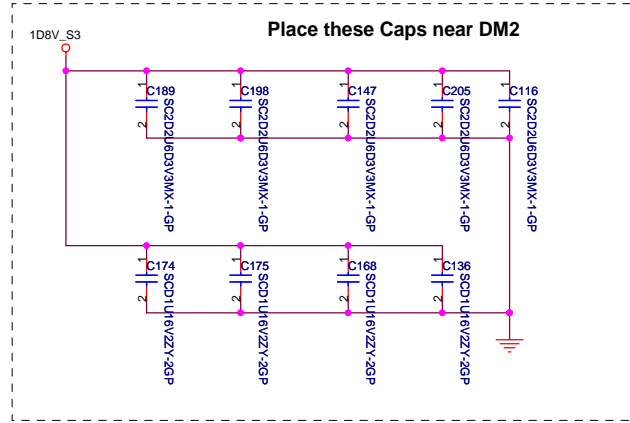 Place these Caps near DM2
1D8V_S3
C189
1
2
SC2D2U6D3V3MX-1-GP
C198
1
2
SC2D2U6D3V3MX-1-GP
C147
1
2
SC2D2U6D3V3MX-1-GP
C205
1
2
SC2D2U6D3V3MX-1-GP
C116
1
2
SC2D2U6D3V3MX-1-GP
C174
1
2
SCD1U16V2ZY-2GP
C175
1
2
SCD1U16V2ZY-2GP
C168
1
2
SCD1U16V2ZY-2GP
C136
1
2
SCD1U16V2ZY-2GP